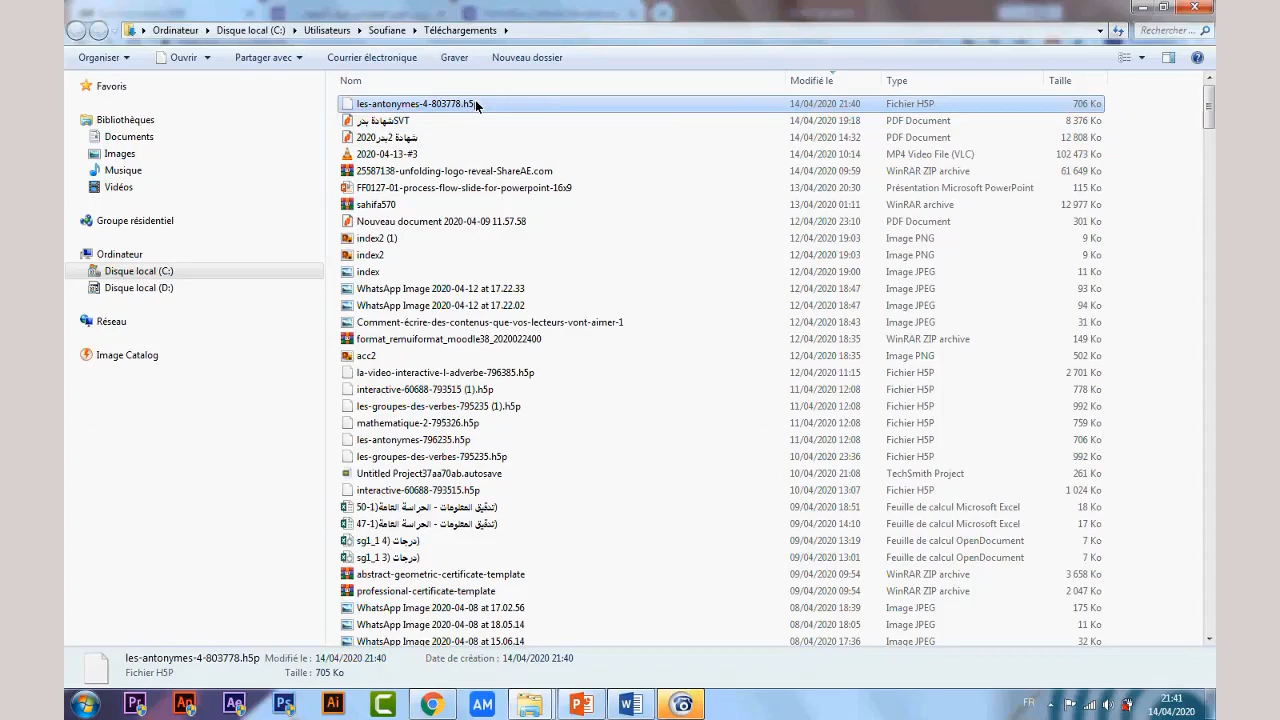 Ordinateur ▸ Disque local (C:) ▸ Utilisateurs ▸ Soufiane ▸ Téléchargements ▸
Rechercher ...
Organiser Ouvrir Partager avec Courrier électronique Graver Nouveau dossier
Favoris
Bibliothèques
Documents
Images
Musique
Vidéos
Groupe résidentiel
Ordinateur
Disque local (C:)
Disque local (D:)
Réseau
Image Catalog
Nom Modifié le Type Taille
les-antonymes-4-803778.h5p 14/04/2020 21:40 Fichier H5P 706 Ko
شهادة بدرSVT 14/04/2020 19:18 PDF Document 8 376 Ko
شهادة 2بدر2020 14/04/2020 14:32 PDF Document 12 808 Ko
2020-04-13-#3 14/04/2020 10:14 MP4 Video File (VLC) 102 473 Ko
25587138-unfolding-logo-reveal-ShareAE.com 14/04/2020 09:59 WinRAR ZIP archive 61 649 Ko
FF0127-01-process-flow-slide-for-powerpoint-16x9 13/04/2020 20:30 Présentation Microsoft PowerPoint 115 Ko
sahifa570 13/04/2020 01:11 WinRAR archive 12 977 Ko
Nouveau document 2020-04-09 11.57.58 12/04/2020 23:10 PDF Document 301 Ko
index2 (1) 12/04/2020 19:03 Image PNG 9 Ko
index2 12/04/2020 19:03 Image PNG 9 Ko
index 12/04/2020 19:00 Image JPEG 11 Ko
WhatsApp Image 2020-04-12 at 17.22.33 12/04/2020 18:47 Image JPEG 93 Ko
WhatsApp Image 2020-04-12 at 17.22.02 12/04/2020 18:47 Image JPEG 94 Ko
Comment-écrire-des-contenus-que-vos-lecteurs-vont-aimer-1 12/04/2020 18:43 Image JPEG 31 Ko
format_remuiformat_moodle38_2020022400 12/04/2020 18:35 WinRAR ZIP archive 149 Ko
acc2 12/04/2020 18:35 Image PNG 502 Ko
la-video-interactive-l-adverbe-796385.h5p 12/04/2020 11:15 Fichier H5P 2 701 Ko
interactive-60688-793515 (1).h5p 11/04/2020 12:08 Fichier H5P 778 Ko
les-groupes-des-verbes-795235 (1).h5p 11/04/2020 12:08 Fichier H5P 992 Ko
mathematique-2-795326.h5p 11/04/2020 12:08 Fichier H5P 759 Ko
les-antonymes-796235.h5p 11/04/2020 12:08 Fichier H5P 706 Ko
les-groupes-des-verbes-795235.h5p 10/04/2020 23:36 Fichier H5P 992 Ko
Untitled Project37aa70ab.autosave 10/04/2020 21:08 TechSmith Project 261 Ko
interactive-60688-793515.h5p 10/04/2020 13:07 Fichier H5P 1 024 Ko
50-1)تدقيق المعلومات - الحراسة العامة) 09/04/2020 18:51 Feuille de calcul Microsoft Excel 18 Ko
47-1)تدقيق المعلومات - الحراسة العامة) 09/04/2020 14:10 Feuille de calcul Microsoft Excel 17 Ko
sg1_1 4) درجات) 09/04/2020 13:19 Feuille de calcul OpenDocument 7 Ko
sg1_1 3) درجات) 09/04/2020 13:01 Feuille de calcul OpenDocument 7 Ko
abstract-geometric-certificate-template 09/04/2020 09:54 WinRAR ZIP archive 3 658 Ko
professional-certificate-template 09/04/2020 09:54 WinRAR ZIP archive 2 047 Ko
WhatsApp Image 2020-04-08 at 17.02.56 08/04/2020 18:39 Image JPEG 175 Ko
WhatsApp Image 2020-04-08 at 18.05.14 08/04/2020 18:05 Image JPEG 11 Ko
WhatsApp Image 2020-04-08 at 15.06.14 08/04/2020 17:36 Image JPEG 32 Ko
les-antonymes-4-803778.h5p Modifié le : 14/04/2020 21:40 Date de création : 14/04/2020 21:40
Fichier H5P Taille : 705 Ko
Pr An Ae Ps Ai C AM P W FR 21:41
14/04/2020